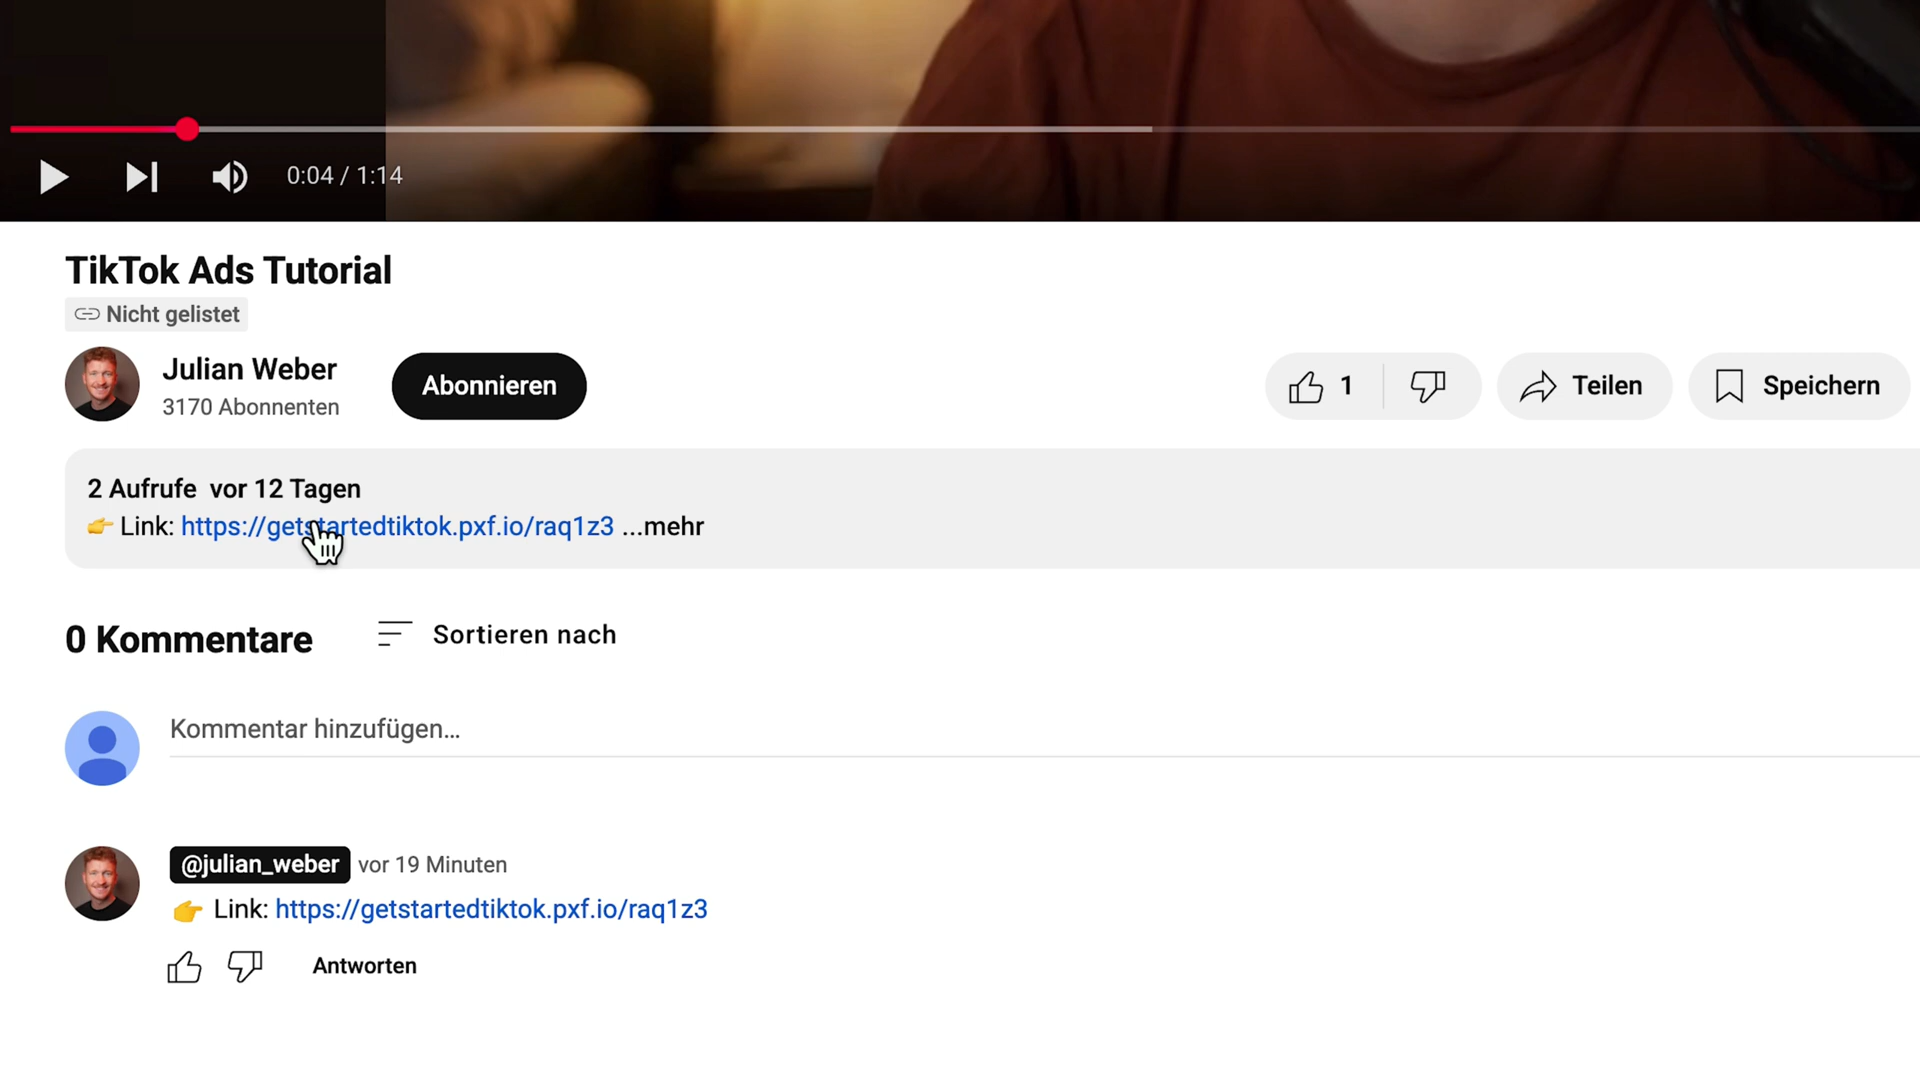 0:04 / 1:14
TikTok Ads Tutorial
Nicht gelistet
Julian Weber
3170 Abonnenten
Abonnieren
1
Teilen
Speichern
2 Aufrufe vor 12 Tagen
👉 Link: https://getstartedtiktok.pxf.io/raq1z3 ...mehr
0 Kommentare
Sortieren nach
Kommentar hinzufügen...
@julian_weber vor 19 Minuten
👉 Link: https://getstartedtiktok.pxf.io/raq1z3
Antworten